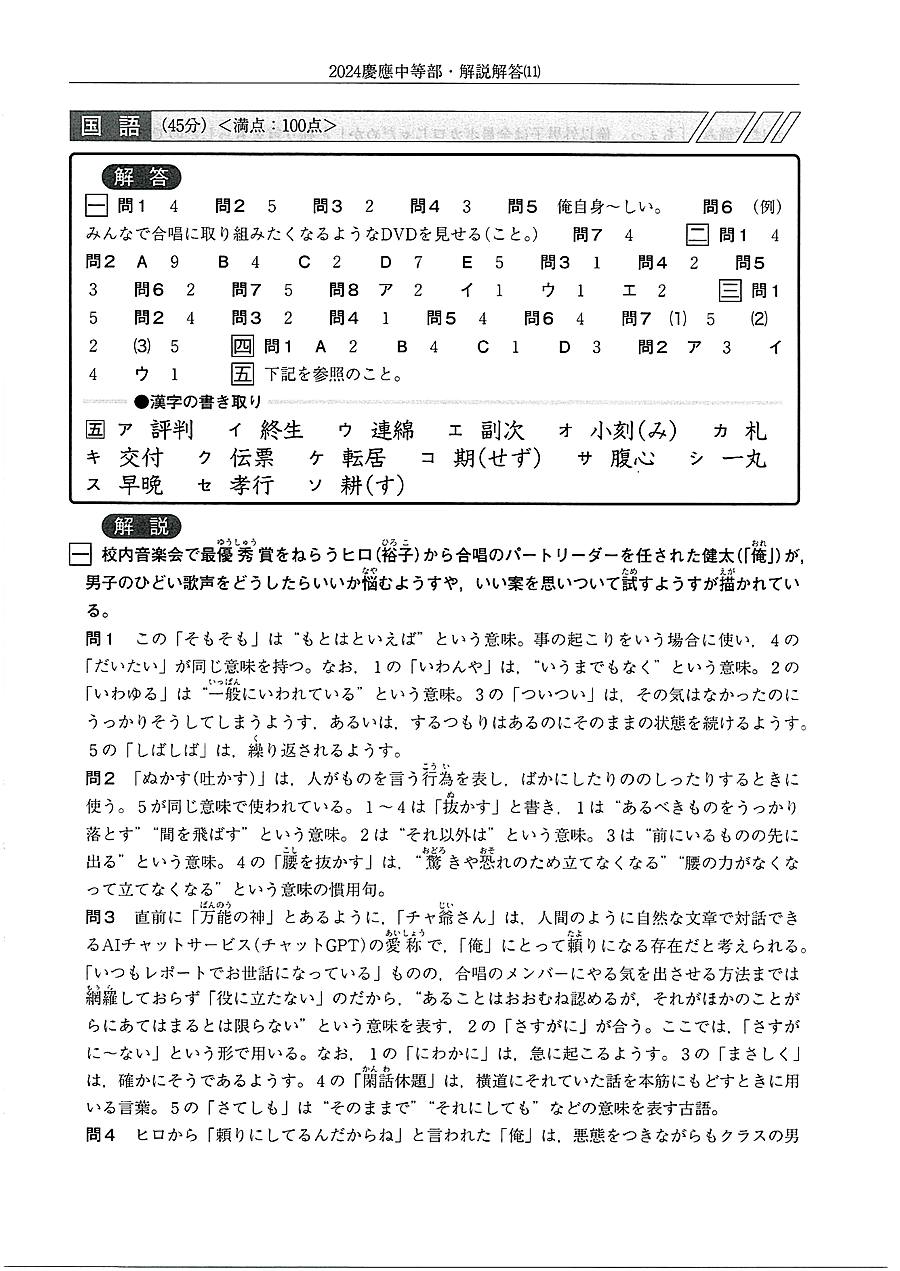 2024慶應中等部・解説解答(11)
国語 (45分) <満点:100点>
解答
一 問1 4 問2 5 問3 2 問4 3 問5 俺自身〜しい。 問6 (例)
みんなで合唱に取り組みたくなるようなDVDを見せる(こと。) 問7 4 二 問1 4
問2 A 9 B 4 C 2 D 7 E 5 問3 1 問4 2 問5
3 問6 2 問7 5 問8 ア 2 イ 1 ウ 1 エ 2 三 問1
5 問2 4 問3 2 問4 1 問5 4 問6 4 問7 (1) 5 (2)
2 (3) 5 四 問1 A 2 B 4 C 1 D 3 問2 ア 3 イ
4 ウ 1 五 下記を参照のこと。
●漢字の書き取り
五 ア 評判 イ 終生 ウ 連綿 エ 副次 オ 小刻(み) カ 札
キ 交付 ク 伝票 ケ 転居 コ 期(せず) サ 腹心 シ 一丸
ス 早晩 セ 孝行 ソ 耕(す)
解説
一 校内音楽会で最優秀賞をねらうヒロ(裕子)から合唱のパートリーダーを任された健太(「俺」)が,
男子のひどい歌声をどうしたらいいか悩むようすや,いい案を思いついて試すようすが描かれてい
る。
問1 この「そもそも」は“もとはといえば”という意味。事の起こりをいう場合に使い,4の
「だいたい」が同じ意味を持つ。なお,1の「いわんや」は,“いうまでもなく”という意味。2の
「いわゆる」は“一般にいわれている”という意味。3の「ついつい」は,その気はなかったのに
うっかりそうしてしまうようす,あるいは,するつもりはあるのにそのままの状態を続けるようす。
5の「しばしば」は,繰り返されるようす。
問2 「ぬかす(吐かす)」は,人がものを言う行為を表し,ばかにしたりののしったりするときに
使う。5が同じ意味で使われている。1〜4は「抜かす」と書き,1は“あるべきものをうっかり
落とす”“間を飛ばす”という意味。2は“それ以外は”という意味。3は“前にいるものの先に
出る”という意味。4の「腰を抜かす」は,“驚きや恐れのため立てなくなる”“腰の力がなくな
って立てなくなる”という意味の慣用句。
問3 直前に「万能の神」とあるように,「チャ爺さん」は,人間のように自然な文章で対話でき
るAIチャットサービス(チャットGPT)の愛称で,「俺」にとって頼りになる存在だと考えられる。
「いつもレポートでお世話になっている」ものの,合唱のメンバーにやる気を出させる方法までは
網羅しておらず「役に立たない」のだから,“あることはおおむね認めるが,それがほかのことが
らにあてはまるとは限らない”という意味を表す,2の「さすがに」が合う。ここでは,「さすが
に〜ない」という形で用いる。なお,1の「にわかに」は,急に起こるようす。3の「まさしく」
は,確かにそうであるようす。4の「閑話休題」は,横道にそれていた話を本筋にもどすときに用
いる言葉。5の「さてしも」は“そのままで”“それにしても”などの意味を表す古語。
問4 ヒロから「頼りにしてるんだからね」と言われた「俺」は,悪態をつきながらもクラスの男